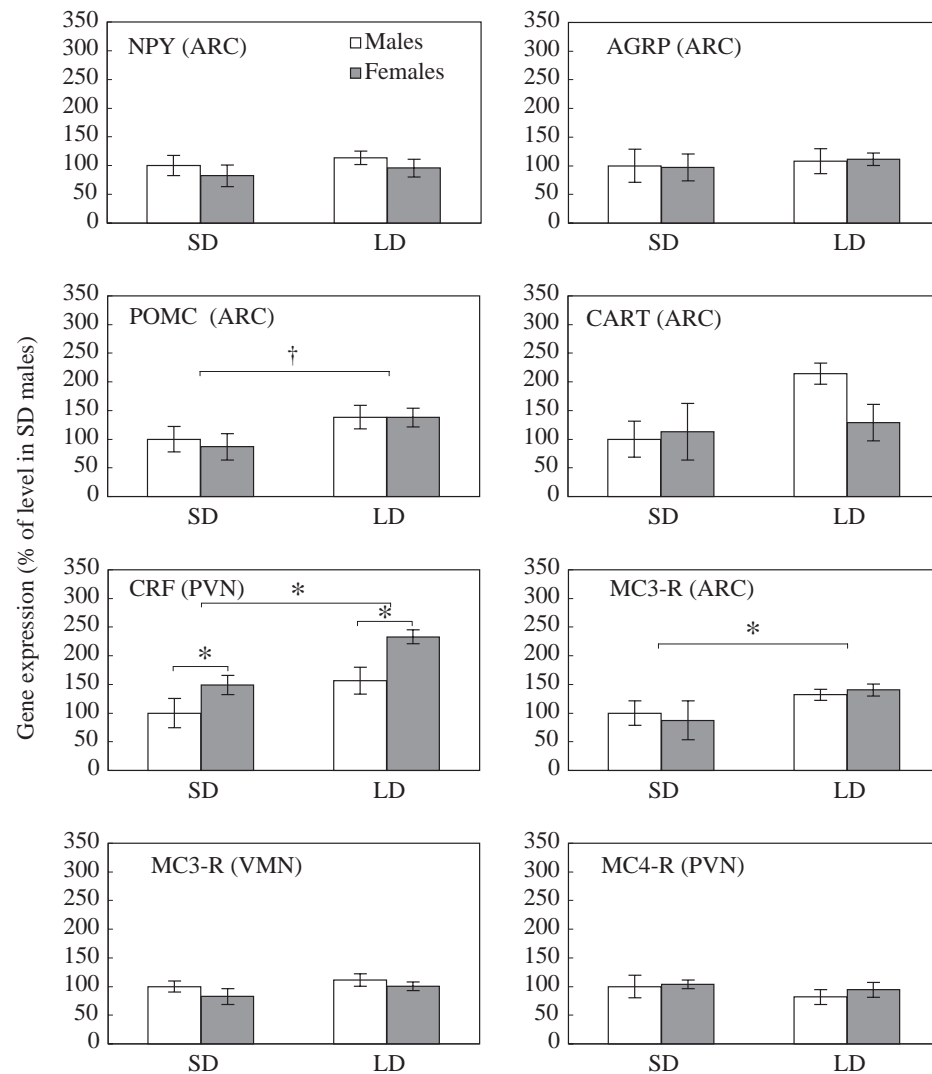 Gene expression (% of level in SD males)
350
300
250
200
150
100
50
0
NPY (ARC)
Males
Females
SD
LD
350
300
250
200
150
100
50
0
AGRP (ARC)
SD
LD
350
300
250
200
150
100
50
0
POMC (ARC)
†
SD
LD
350
300
250
200
150
100
50
0
CART (ARC)
SD
LD
350
300
250
200
150
100
50
0
CRF (PVN)
*
*
*
SD
LD
350
300
250
200
150
100
50
0
MC3-R (ARC)
*
SD
LD
350
300
250
200
150
100
50
0
MC3-R (VMN)
SD
LD
350
300
250
200
150
100
50
0
MC4-R (PVN)
SD
LD